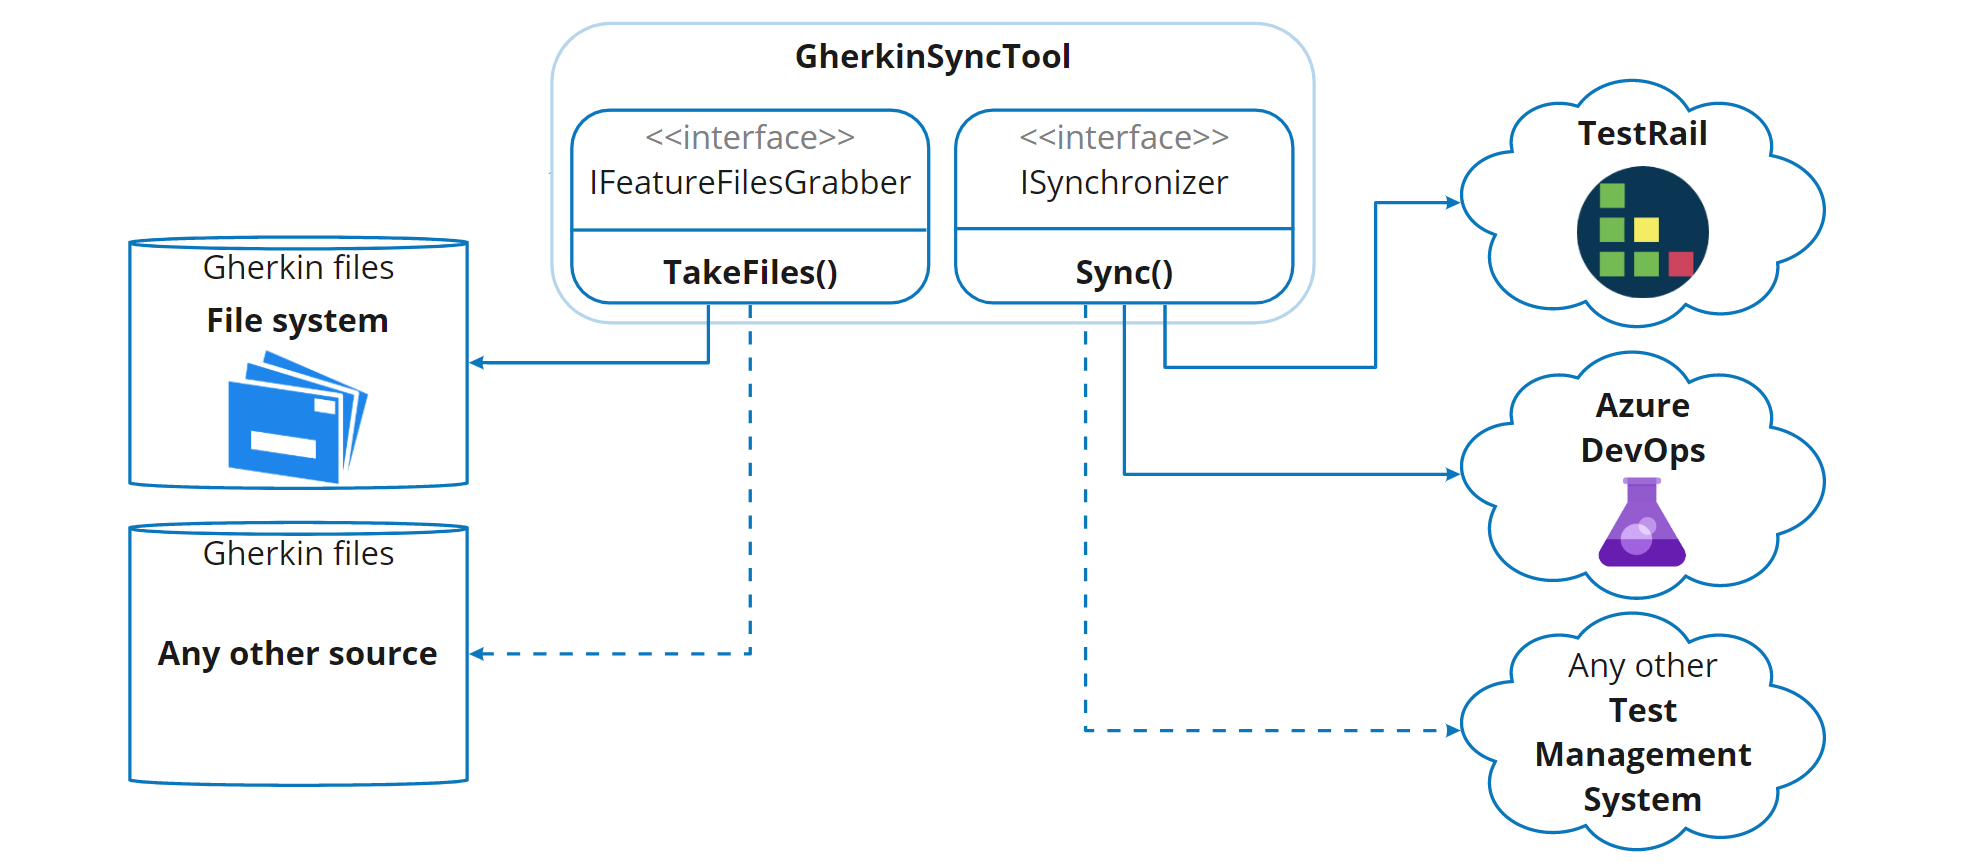 GherkinSyncTool
<<interface>>
IFeatureFilesGrabber
TakeFiles()
<<interface>>
ISynchronizer
Sync()
Gherkin files
File system
Gherkin files
Any other source
TestRail
Azure
DevOps
Any other
Test
Management
System